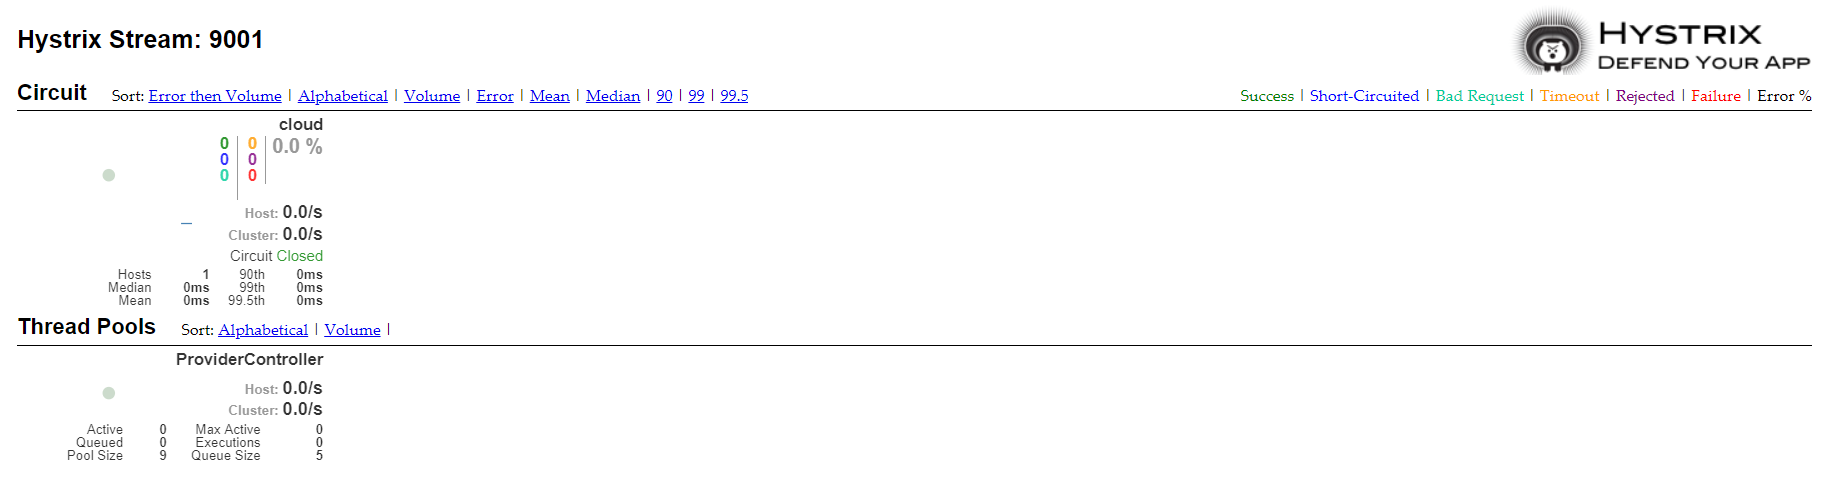 Hystrix Stream: 9001
HYSTRIX
DEFEND YOUR APP
Circuit Sort: Error then Volume | Alphabetical | Volume | Error | Mean | Median | 90 | 99 | 99.5
Success | Short-Circuited | Bad Request | Timeout | Rejected | Failure | Error %
cloud
0 0 0.0 %
0 0
0 0
Host: 0.0/s
Cluster: 0.0/s
Circuit Closed
Hosts 1 90th 0ms
Median 0ms 99th 0ms
Mean 0ms 99.5th 0ms
Thread Pools Sort: Alphabetical | Volume |
ProviderController
Host: 0.0/s
Cluster: 0.0/s
Active 0 Max Active 0
Queued 0 Executions 0
Pool Size 9 Queue Size 5